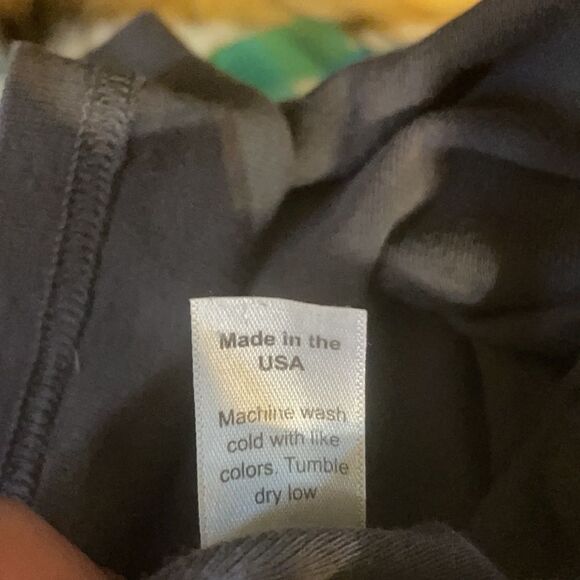 Made in the
USA
Machine wash
cold with like
colors. Tumble
dry low